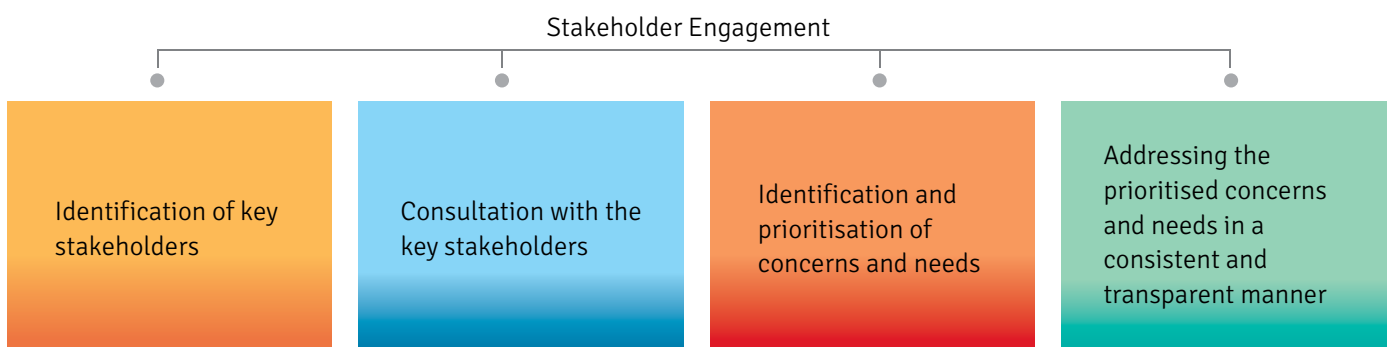 Stakeholder Engagement
Identification of key
stakeholders
Consultation with the
key stakeholders
Identification and
prioritisation of
concerns and needs
Addressing the
prioritised concerns
and needs in a
consistent and
transparent manner